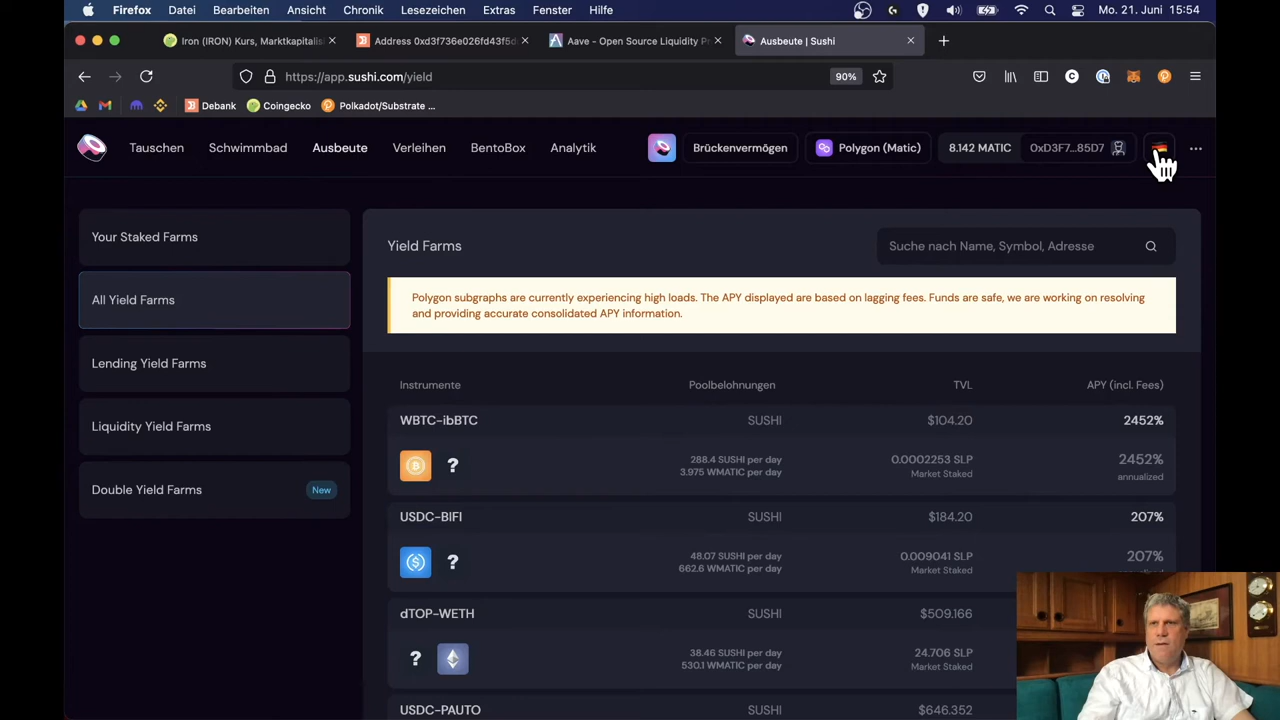 Firefox Datei Bearbeiten Ansicht Chronik Lesezeichen Extras Fenster Hilfe Mo. 21. Juni 15:54
Iron (IRON) Kurs, Marktkapitalis
Address 0xd3f736e026fd43f5d
Aave - Open Source Liquidity Pr
Ausbeute | Sushi
https://app.sushi.com/yield
90%
Debank Coingecko Polkadot/Substrate ...
Tauschen Schwimmbad Ausbeute Verleihen BentoBox Analytik Brückenvermögen Polygon (Matic) 8.142 MATIC 0xD3F7...85D7
Your Staked Farms
All Yield Farms
Lending Yield Farms
Liquidity Yield Farms
Double Yield Farms New
Yield Farms
Suche nach Name, Symbol, Adresse
Polygon subgraphs are currently experiencing high loads. The APY displayed are based on lagging fees. Funds are safe, we are working on resolving
and providing accurate consolidated APY information.
Instrumente Poolbelohnungen TVL APY (incl. Fees)
WBTC-ibBTC SUSHI $104.20 2452%
288.4 SUSHI per day 0.0002253 SLP 2452%
3.975 WMATIC per day Market Staked annualized
USDC-BIFI SUSHI $184.20 207%
48.07 SUSHI per day 0.009041 SLP 207%
662.6 WMATIC per day Market Staked
dTOP-WETH SUSHI $509.166
38.46 SUSHI per day 24.706 SLP
530.1 WMATIC per day Market Staked
USDC-PAUTO SUSHI $646.352